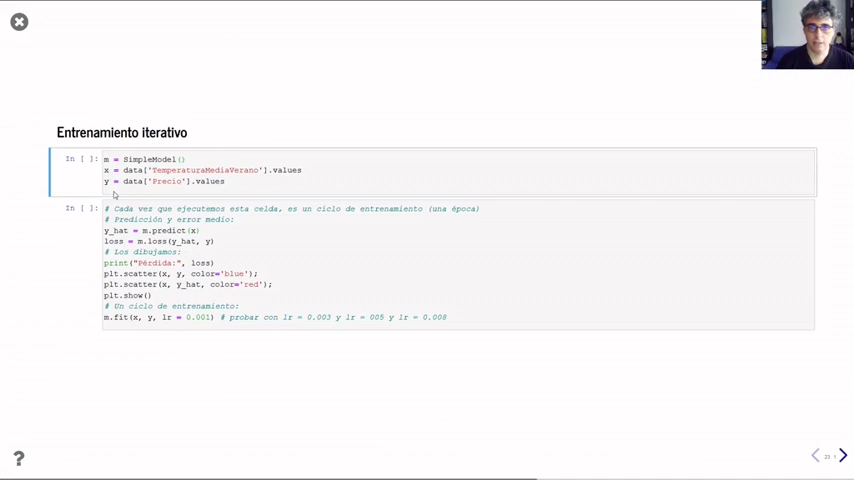 Entrenamiento iterativo
In [ ]: m = SimpleModel()
x = data['TemperaturaMediaVerano'].values
y = data['Precio'].values
In [ ]: # Cada vez que ejecutemos esta celda, es un ciclo de entrenamiento (una época)
# Predicción y error medio:
y_hat = m.predict(x)
loss = m.loss(y_hat, y)
# Los dibujamos:
print("Pérdida:", loss)
plt.scatter(x, y, color='blue');
plt.scatter(x, y_hat, color='red');
plt.show()
# Un ciclo de entrenamiento:
m.fit(x, y, lr = 0.001) # probar con lr = 0.003 y lr = 005 y lr = 0.008
?
23 1